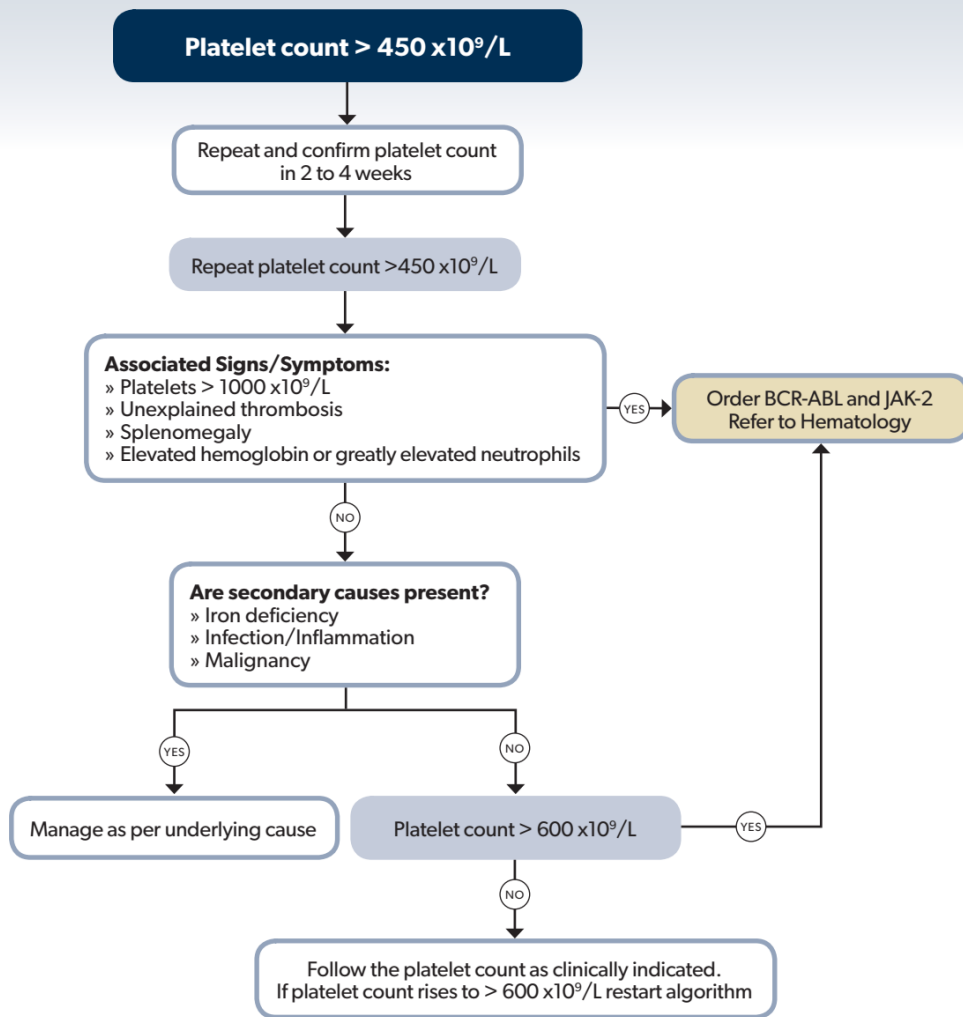 Platelet count > 450 x10⁹/L
Repeat and confirm platelet count
in 2 to 4 weeks
Repeat platelet count >450 x10⁹/L
Associated Signs/Symptoms:
» Platelets > 1000 x10⁹/L
» Unexplained thrombosis
» Splenomegaly
» Elevated hemoglobin or greatly elevated neutrophils
YES
Order BCR-ABL and JAK-2
Refer to Hematology
NO
Are secondary causes present?
» Iron deficiency
» Infection/Inflammation
» Malignancy
YES
NO
Manage as per underlying cause
Platelet count > 600 x10⁹/L
YES
NO
Follow the platelet count as clinically indicated.
If platelet count rises to > 600 x10⁹/L restart algorithm